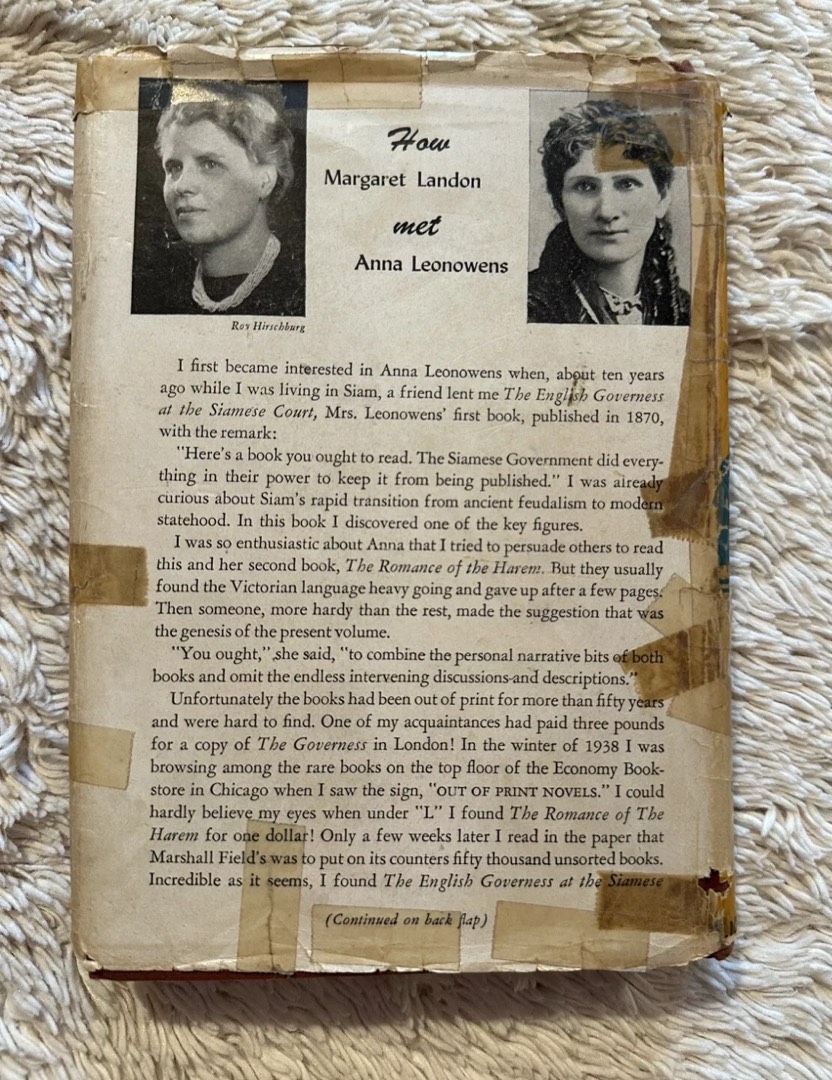 How
Margaret Landon
met
Anna Leonowens
Roy Hirschburg
I first became interested in Anna Leonowens when, about ten years
ago while I was living in Siam, a friend lent me The English Governess
at the Siamese Court, Mrs. Leonowens' first book, published in 1870,
with the remark:
"Here's a book you ought to read. The Siamese Government did every-
thing in their power to keep it from being published." I was already
curious about Siam's rapid transition from ancient feudalism to modern
statehood. In this book I discovered one of the key figures.
I was so enthusiastic about Anna that I tried to persuade others to read
this and her second book, The Romance of the Harem. But they usually
found the Victorian language heavy going and gave up after a few pages.
Then someone, more hardy than the rest, made the suggestion that was
the genesis of the present volume.
"You ought," she said, "to combine the personal narrative bits of both
books and omit the endless intervening discussions and descriptions."
Unfortunately the books had been out of print for more than fifty years
and were hard to find. One of my acquaintances had paid three pounds
for a copy of The Governess in London! In the winter of 1938 I was
browsing among the rare books on the top floor of the Economy Book-
store in Chicago when I saw the sign, "OUT OF PRINT NOVELS." I could
hardly believe my eyes when under "L" I found The Romance of The
Harem for one dollar! Only a few weeks later I read in the paper that
Marshall Field's was to put on its counters fifty thousand unsorted books.
Incredible as it seems, I found The English Governess at the Siamese
(Continued on back flap)